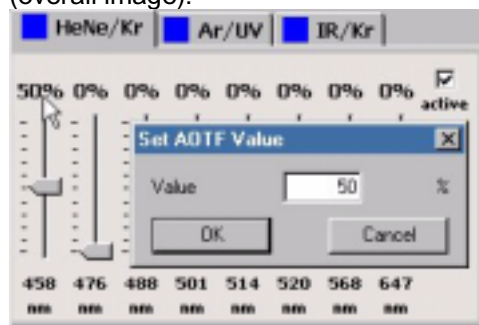 (overall image).
HeNe/Kr Ar/UV IR/Kr
50% 0% 0% 0% 0% 0% 0% 0% active
Set AOTF Value
Value 50 %
OK Cancel
458 476 488 501 514 520 568 647
nm nm nm nm nm nm nm nm